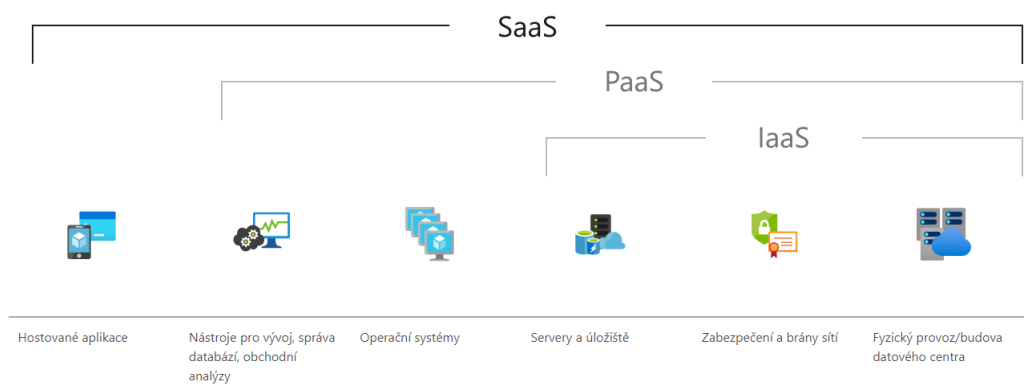 SaaS
PaaS
IaaS
Hostované aplikace
Nástroje pro vývoj, správa
databází, obchodní
analýzy
Operační systémy
Servery a úložiště
Zabezpečení a brány sítí
Fyzický provoz/budova
datového centra